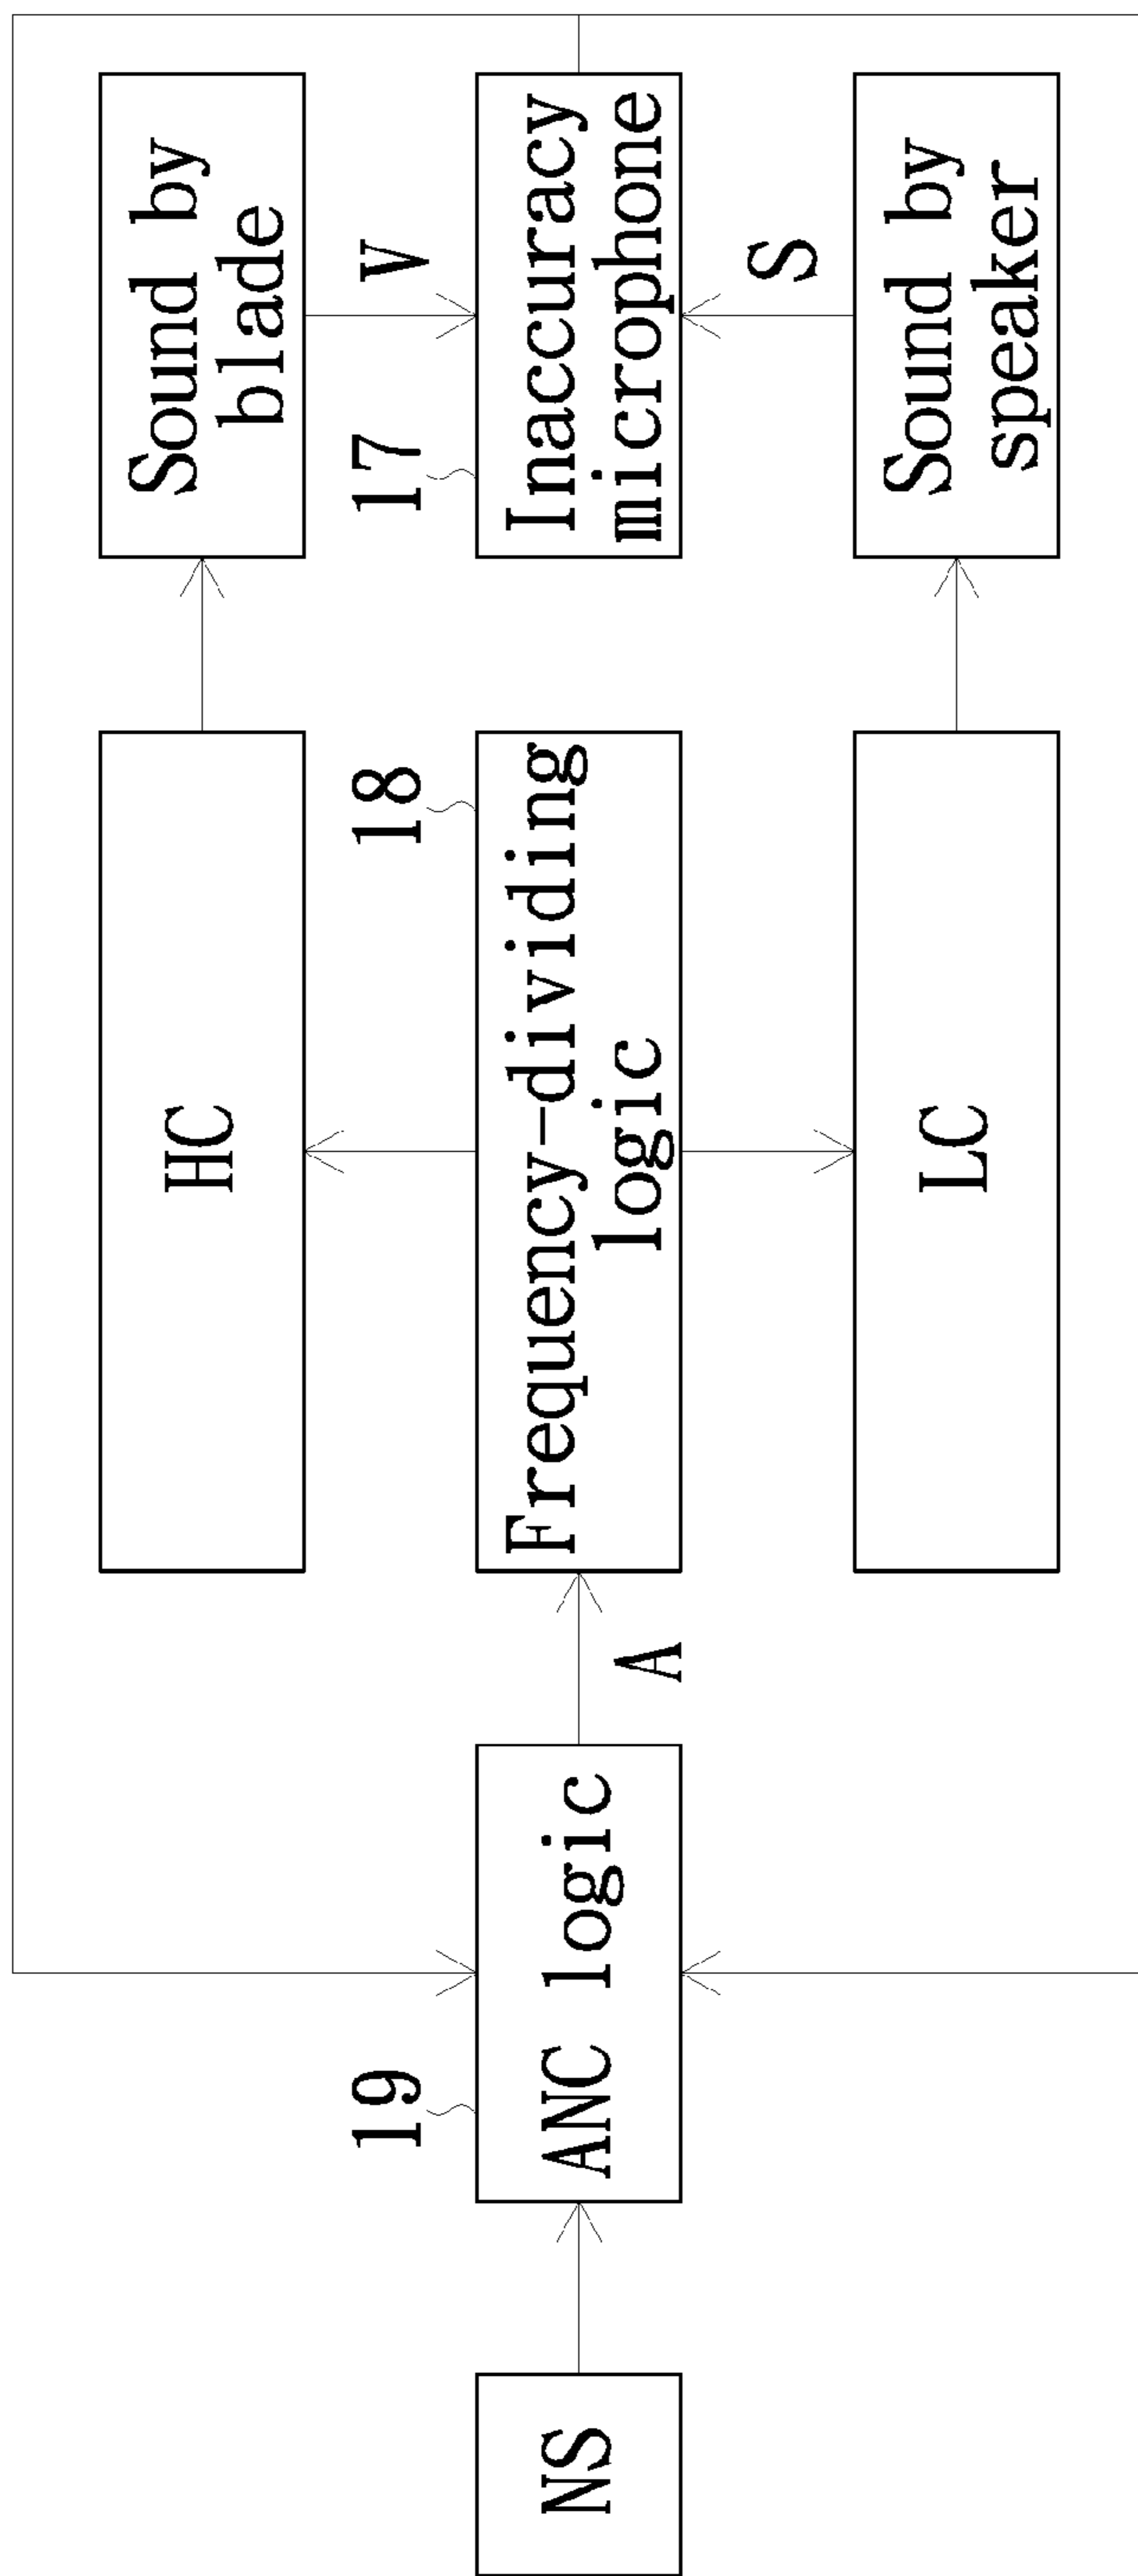 Sound by
blade
V
17
Inaccuracy
microphone
S
Sound by
speaker
HC
18
Frequency-dividing
logic
LC
A
19
ANC logic
NS